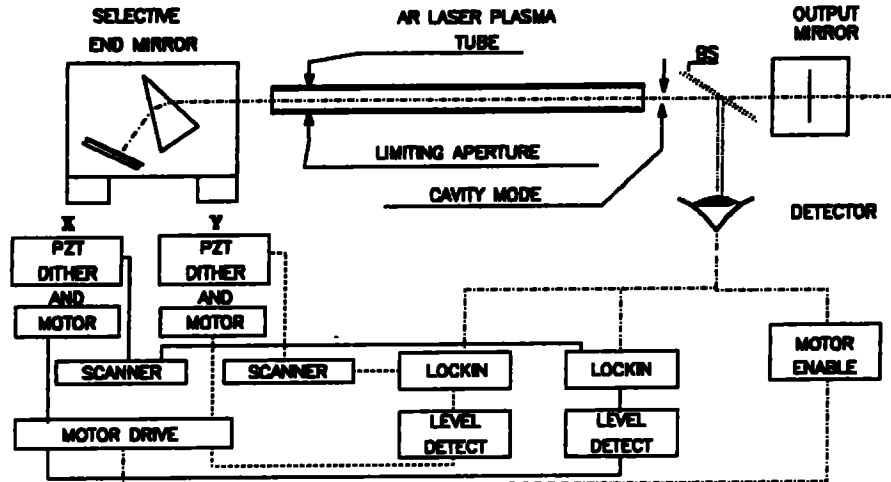 SELECTIVE
END MIRROR
AR LASER PLASMA
TUBE
BS
OUTPUT
MIRROR
LIMITING APERTURE
CAVITY MODE
DETECTOR
X
Y
PZT
DITHER
AND
MOTOR
PZT
DITHER
AND
MOTOR
SCANNER
SCANNER
LOCKIN
LOCKIN
MOTOR
ENABLE
MOTOR DRIVE
LEVEL
DETECT
LEVEL
DETECT